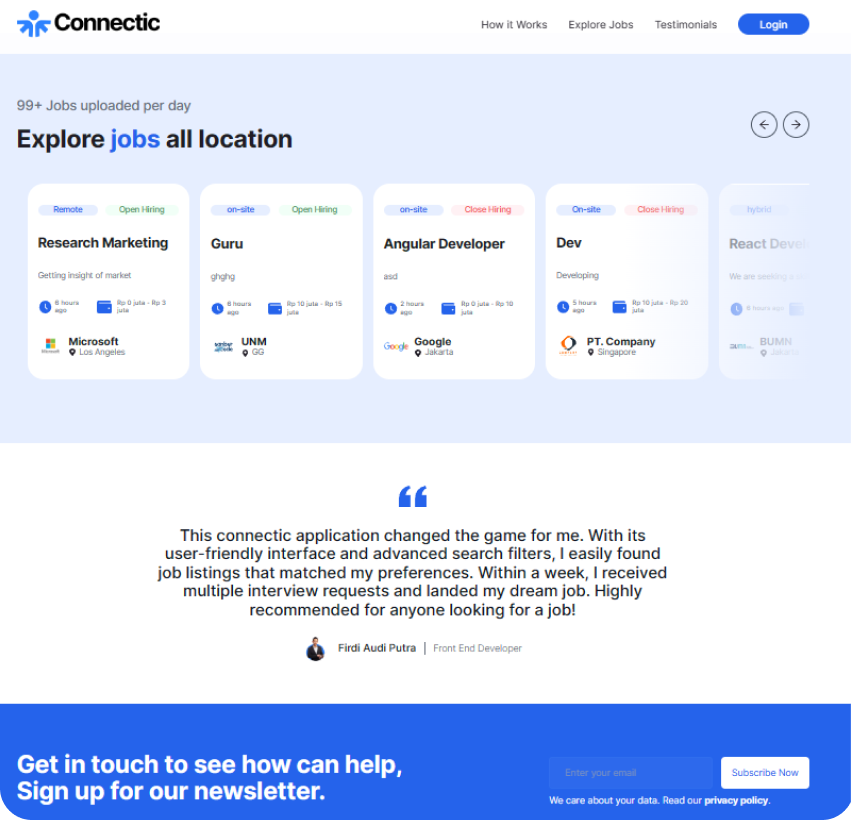 Connectic
How it Works
Explore Jobs
Testimonials
Login
99+ Jobs uploaded per day
Explore jobs all location
Remote
Open Hiring
Research Marketing
Getting insight of market
6 hours
ago
Rp 0 juta - Rp 3
juta
Microsoft
Microsoft
Los Angeles
on-site
Open Hiring
Guru
ghghg
6 hours
ago
Rp 10 juta - Rp 15
juta
UNM
GG
on-site
Close Hiring
Angular Developer
asd
2 hours
ago
Rp 0 juta - Rp 10
juta
Google
Google
Jakarta
On-site
Close Hiring
Dev
Developing
5 hours
ago
Rp 10 juta - Rp 20
juta
PT. Company
Singapore
hybrid
React Devel
We are seeking a
6 hours ago
BUMN
Jakarta
This connectic application changed the game for me. With its
user-friendly interface and advanced search filters, I easily found
job listings that matched my preferences. Within a week, I received
multiple interview requests and landed my dream job. Highly
recommended for anyone looking for a job!
Firdi Audi Putra | Front End Developer
Get in touch to see how can help,
Sign up for our newsletter.
Enter your email
Subscribe Now
We care about your data. Read our privacy policy.